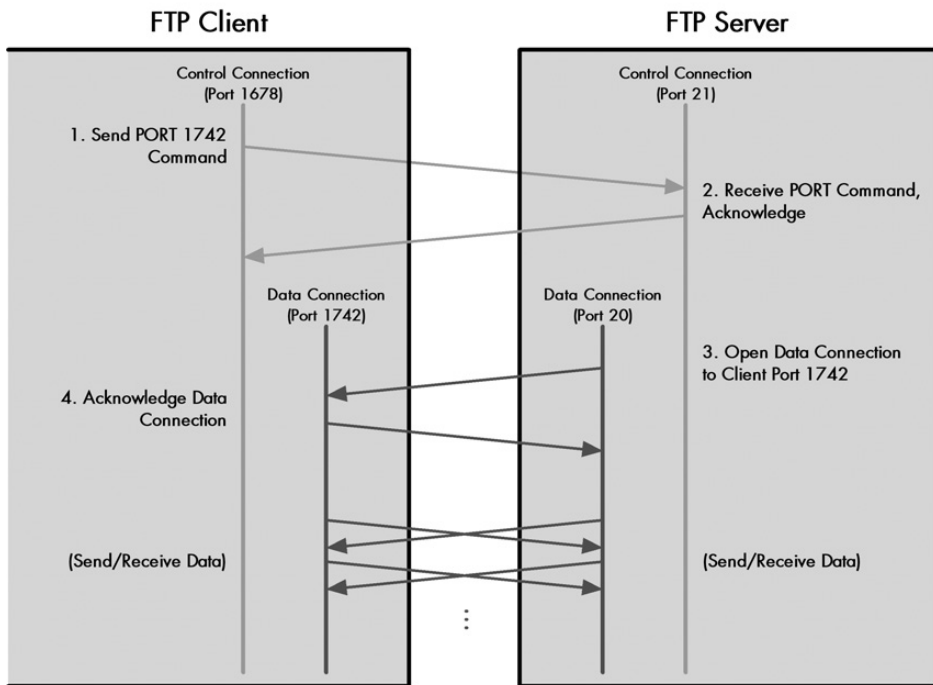 FTP Client
FTP Server
Control Connection
(Port 1678)
Control Connection
(Port 21)
1. Send PORT 1742
Command
2. Receive PORT Command,
Acknowledge
Data Connection
(Port 1742)
Data Connection
(Port 20)
3. Open Data Connection
to Client Port 1742
4. Acknowledge Data
Connection
(Send/Receive Data)
(Send/Receive Data)